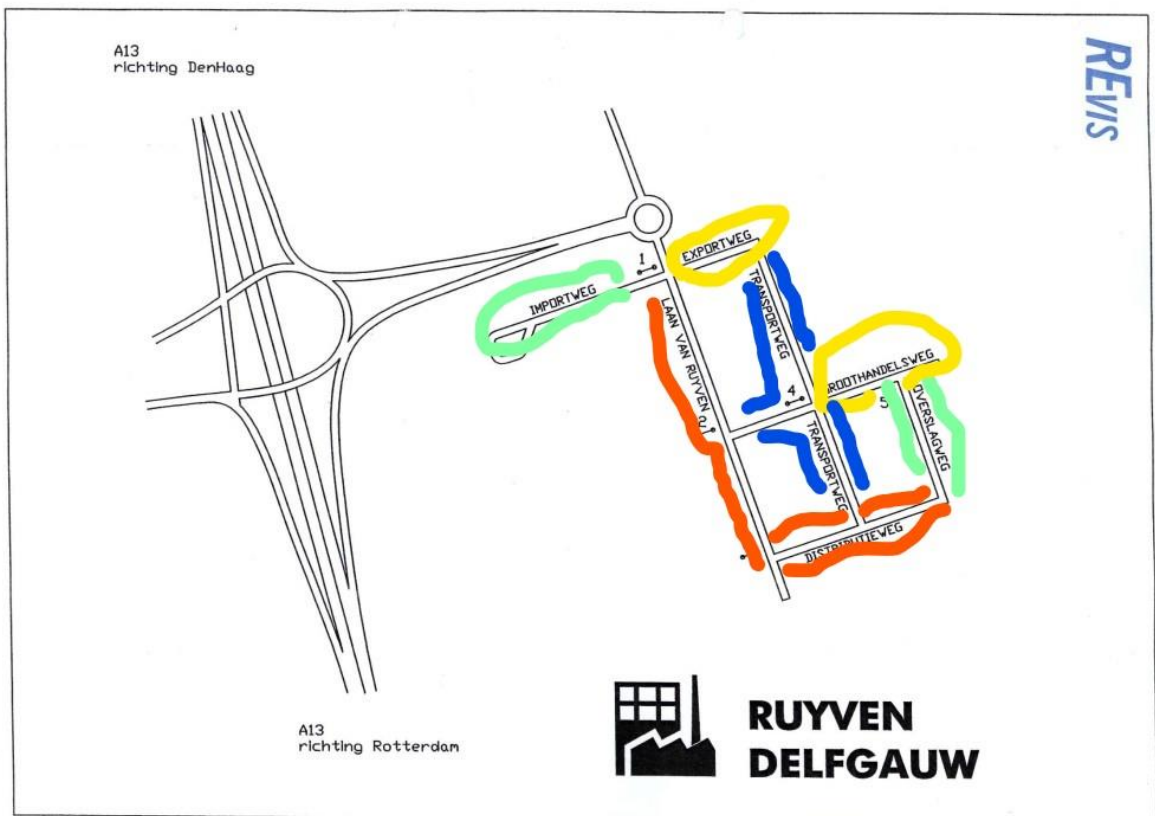 A13
richting DenHaag
REVIS
EXPORTWEG
1
IMPORTWEG
TRANSPORTWEG
LAAN VAN RUYVEN
GROOTHANDELSWEG
4
5
OVERSLAGWEG
2
TRANSPORTWEG
DISTRIBUTIEWEG
A13
richting Rotterdam
RUYVEN
DELFGAUW